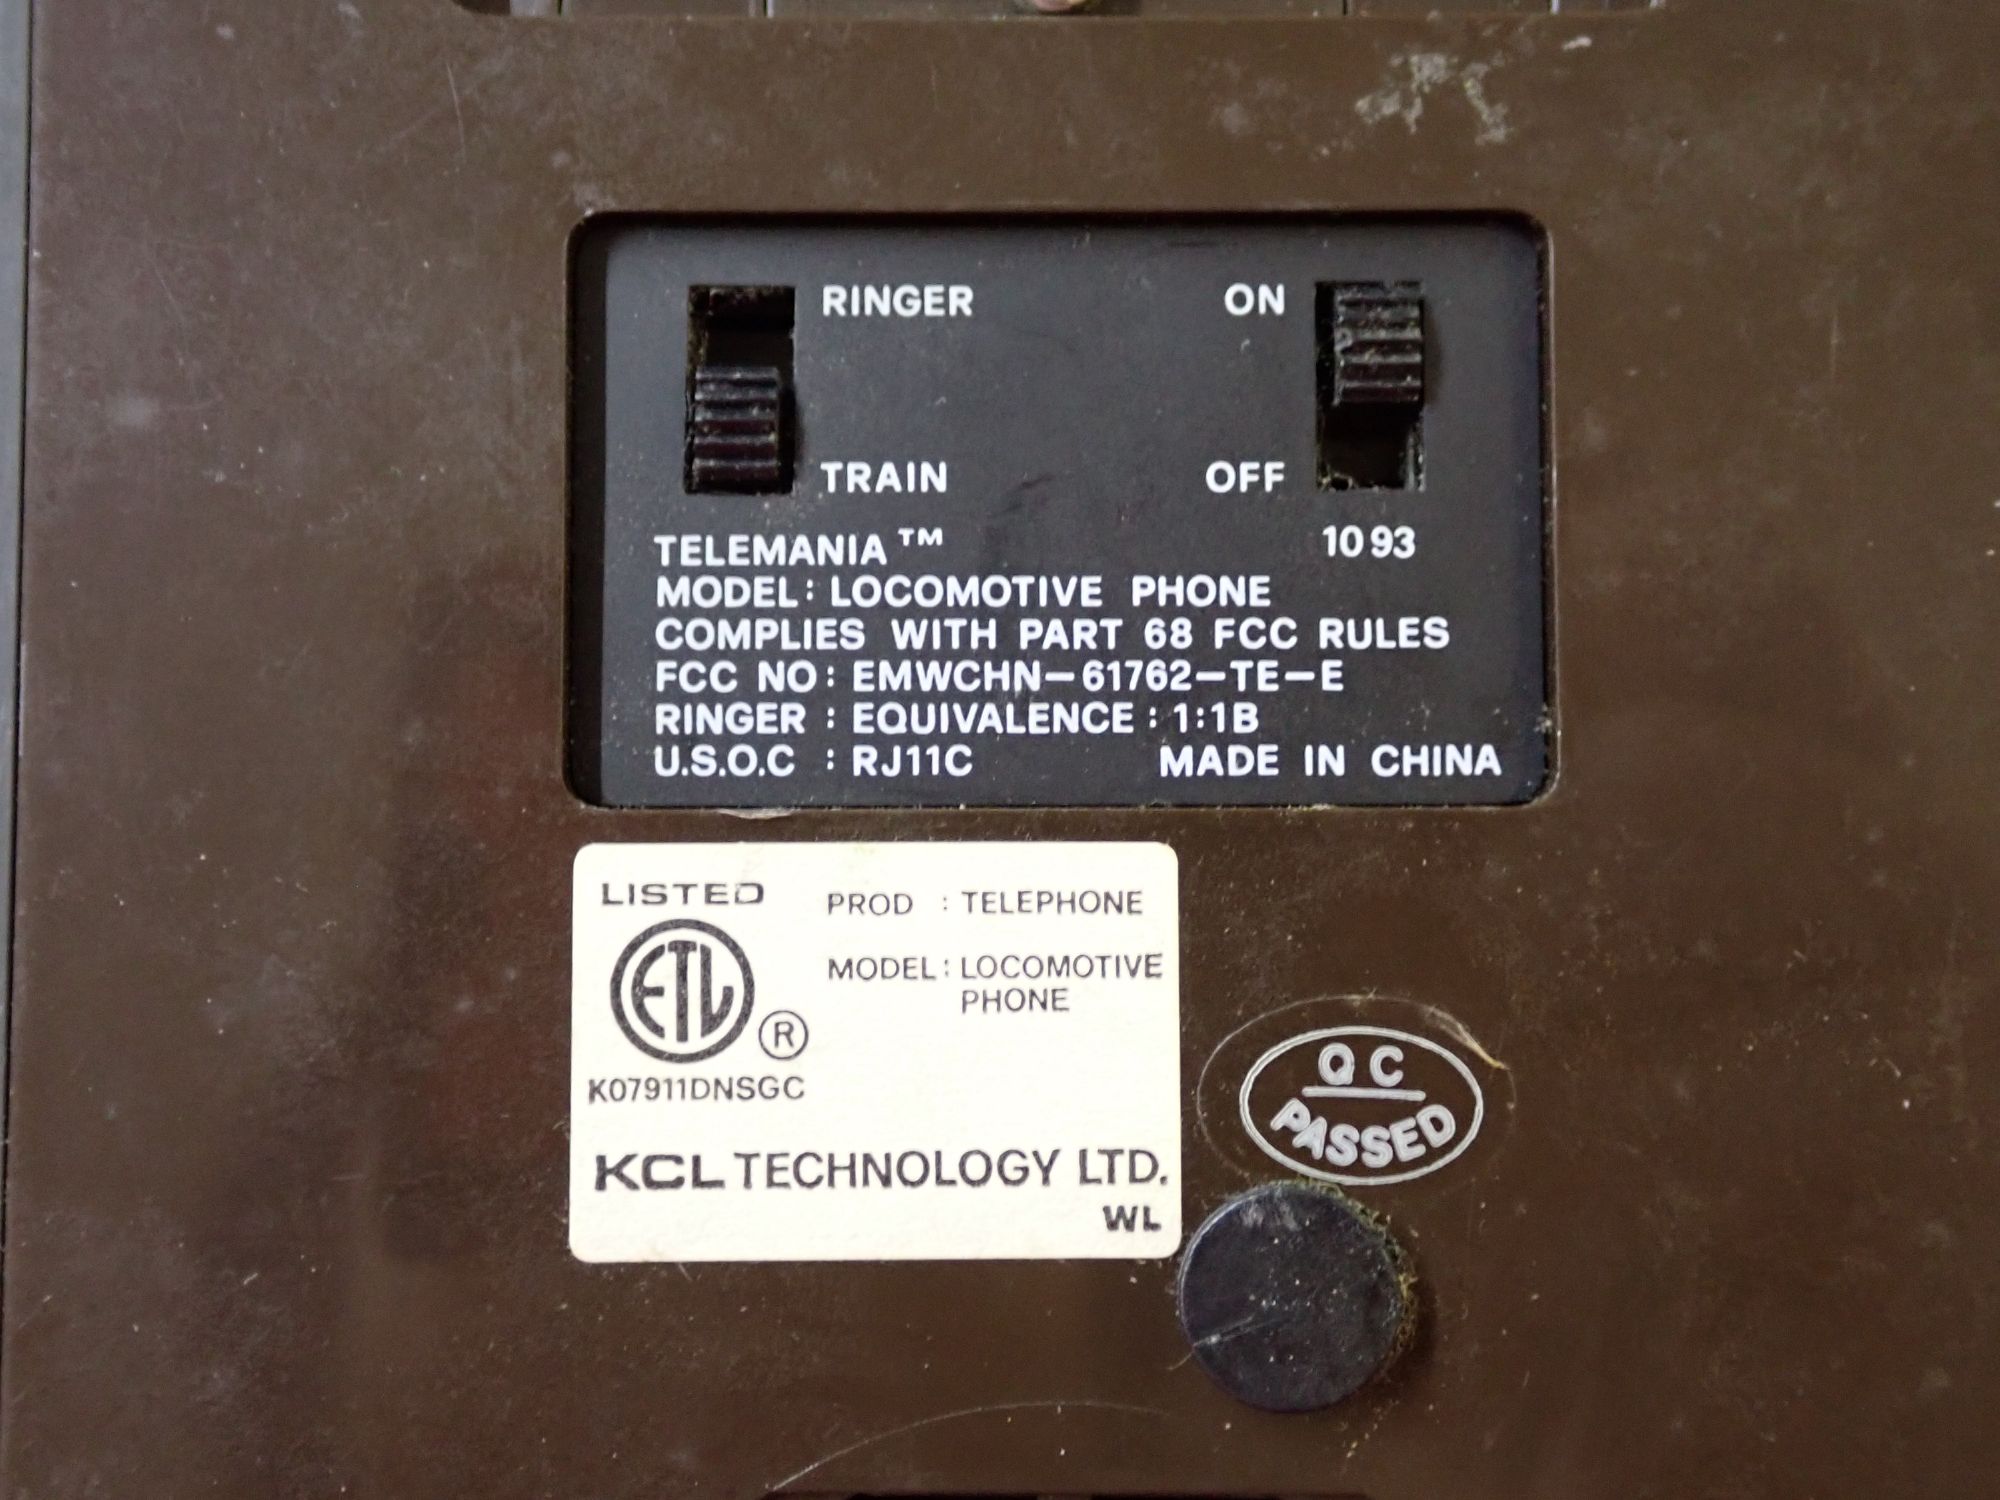 RINGER ON
TRAIN OFF
TELEMANIA™ 1093
MODEL: LOCOMOTIVE PHONE
COMPLIES WITH PART 68 FCC RULES
FCC NO: EMWCHN-61762-TE-E
RINGER : EQUIVALENCE : 1:1B
U.S.O.C : RJ11C MADE IN CHINA
LISTED
ETL ®
K07911DNSGC
PROD : TELEPHONE
MODEL: LOCOMOTIVE
PHONE
KCL TECHNOLOGY LTD.
WL
QC
PASSED